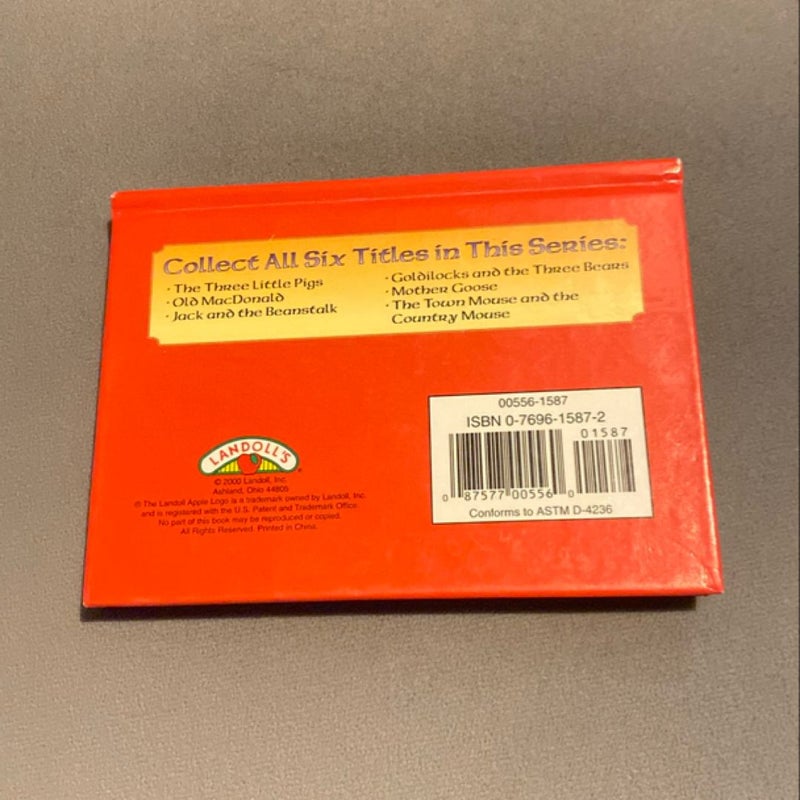 Collect All Six Titles in This Series:
· The Three Little Pigs
· Old MacDonald
· Jack and the Beanstalk
· Goldilocks and the Three Bears
· Mother Goose
· The Town Mouse and the
Country Mouse
00556-1587
ISBN 0-7696-1587-2
01587
0 87577 00556 0
Conforms to ASTM D-4236
LANDOLL'S®
© 2000 Landoll, Inc.
Ashland, Ohio 44805
® The Landoll Apple Logo is a trademark owned by Landoll, Inc.
and is registered with the U.S. Patent and Trademark Office.
No part of this book may be reproduced or copied.
All Rights Reserved. Printed in China.